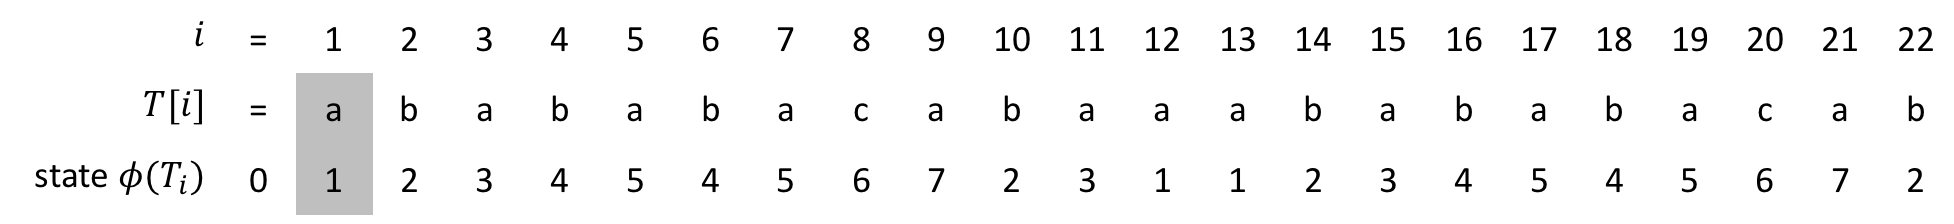 i = 1 2 3 4 5 6 7 8 9 10 11 12 13 14 15 16 17 18 19 20 21 22
T[i] = a b a b a b a c a b a a a b a b a b a c a b
state ϕ(Tᵢ) 0 1 2 3 4 5 4 5 6 7 2 3 1 1 2 3 4 5 4 5 6 7 2